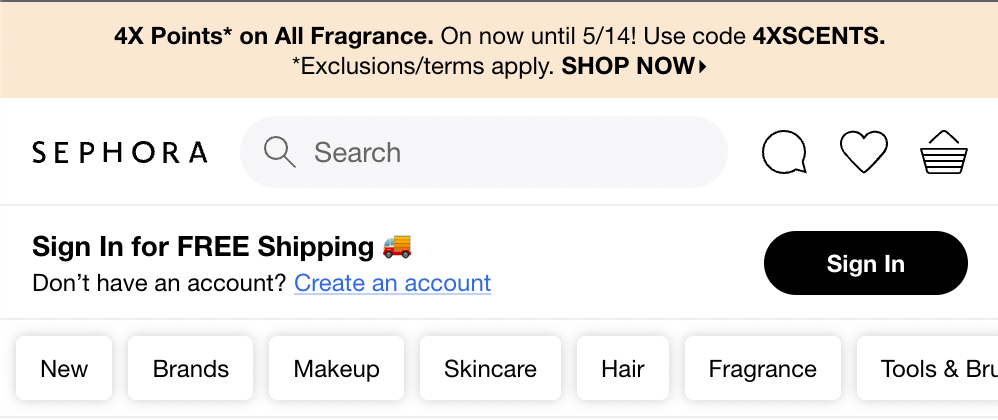 4X Points* on All Fragrance. On now until 5/14! Use code 4XSCENTS.
*Exclusions/terms apply. SHOP NOW
SEPHORA
Search
Sign In for FREE Shipping
Don’t have an account? Create an account
Sign In
New
Brands
Makeup
Skincare
Hair
Fragrance
Tools & Bru